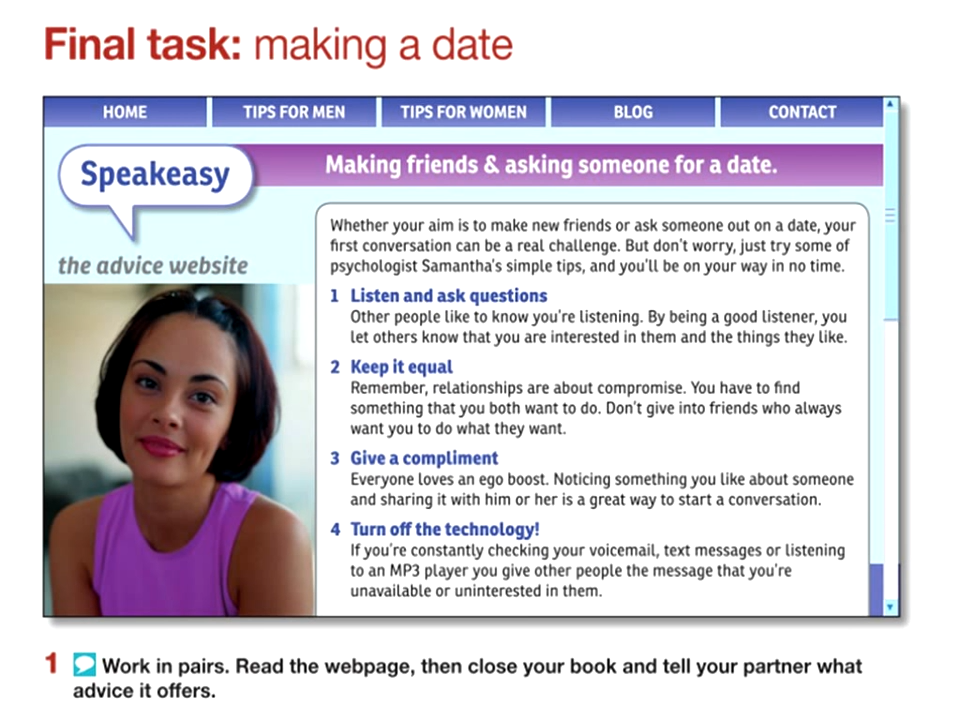 Final task: making a date
HOME
TIPS FOR MEN
TIPS FOR WOMEN
BLOG
CONTACT
Speakeasy
Making friends & asking someone for a date.
the advice website
Whether your aim is to make new friends or ask someone out on a date, your
first conversation can be a real challenge. But don't worry, just try some of
psychologist Samantha's simple tips, and you'll be on your way in no time.
1 Listen and ask questions
Other people like to know you're listening. By being a good listener, you
let others know that you are interested in them and the things they like.
2 Keep it equal
Remember, relationships are about compromise. You have to find
something that you both want to do. Don't give into friends who always
want you to do what they want.
3 Give a compliment
Everyone loves an ego boost. Noticing something you like about someone
and sharing it with him or her is a great way to start a conversation.
4 Turn off the technology!
If you're constantly checking your voicemail, text messages or listening
to an MP3 player you give other people the message that you're
unavailable or uninterested in them.
1 Work in pairs. Read the webpage, then close your book and tell your partner what
advice it offers.